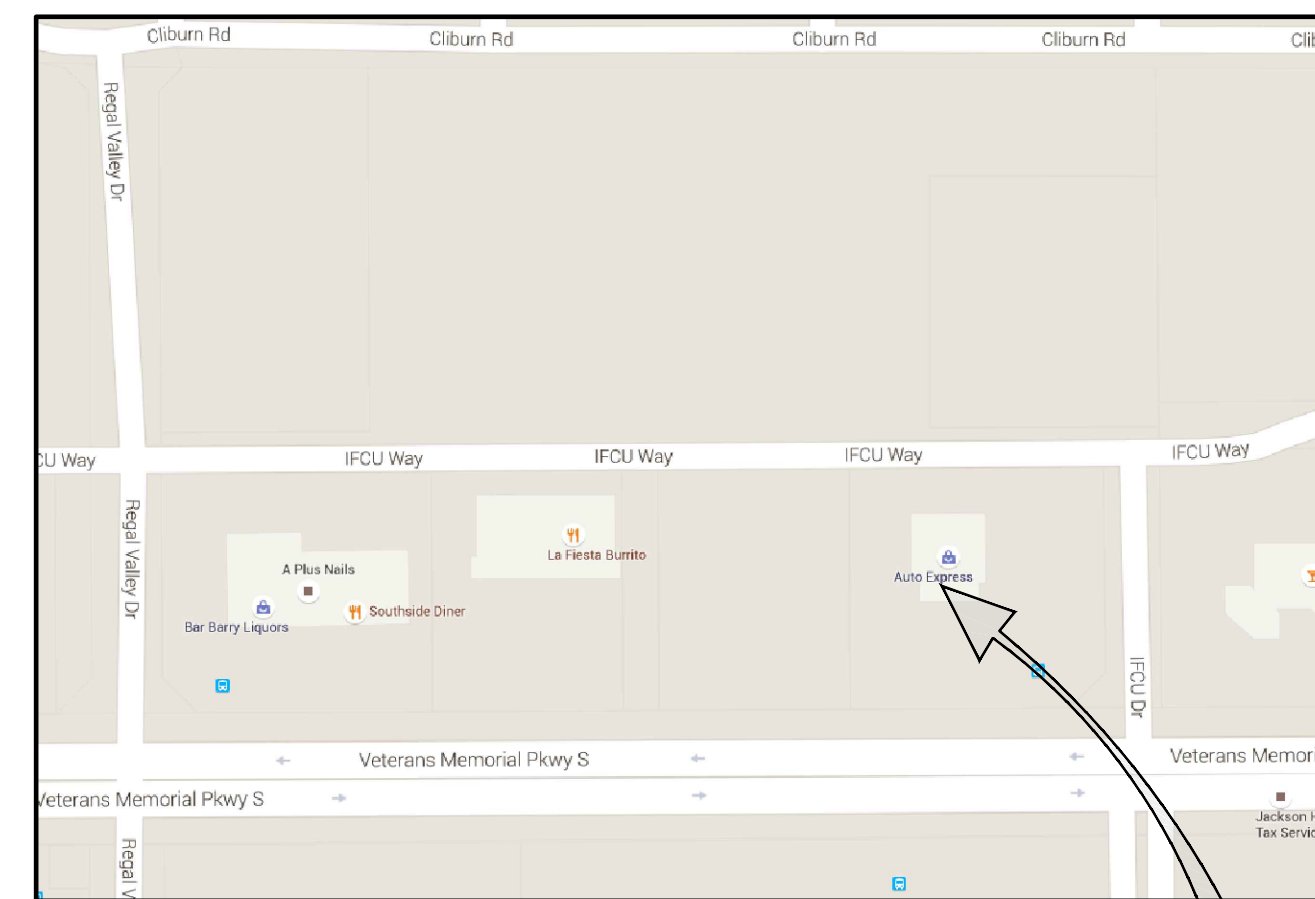 Cliburn Rd
Cliburn Rd
Cliburn Rd
Cliburn Rd
Regal Valley Dr
IFCU Way
IFCU Way
IFCU Way
IFCU Way
Regal Valley Dr
A Plus Nails
Bar Barry Liquors
Southside Diner
La Fiesta Burrito
Auto Express
IFCU Dr
Veterans Memorial Pkwy S
Veterans Memorial Pkwy S